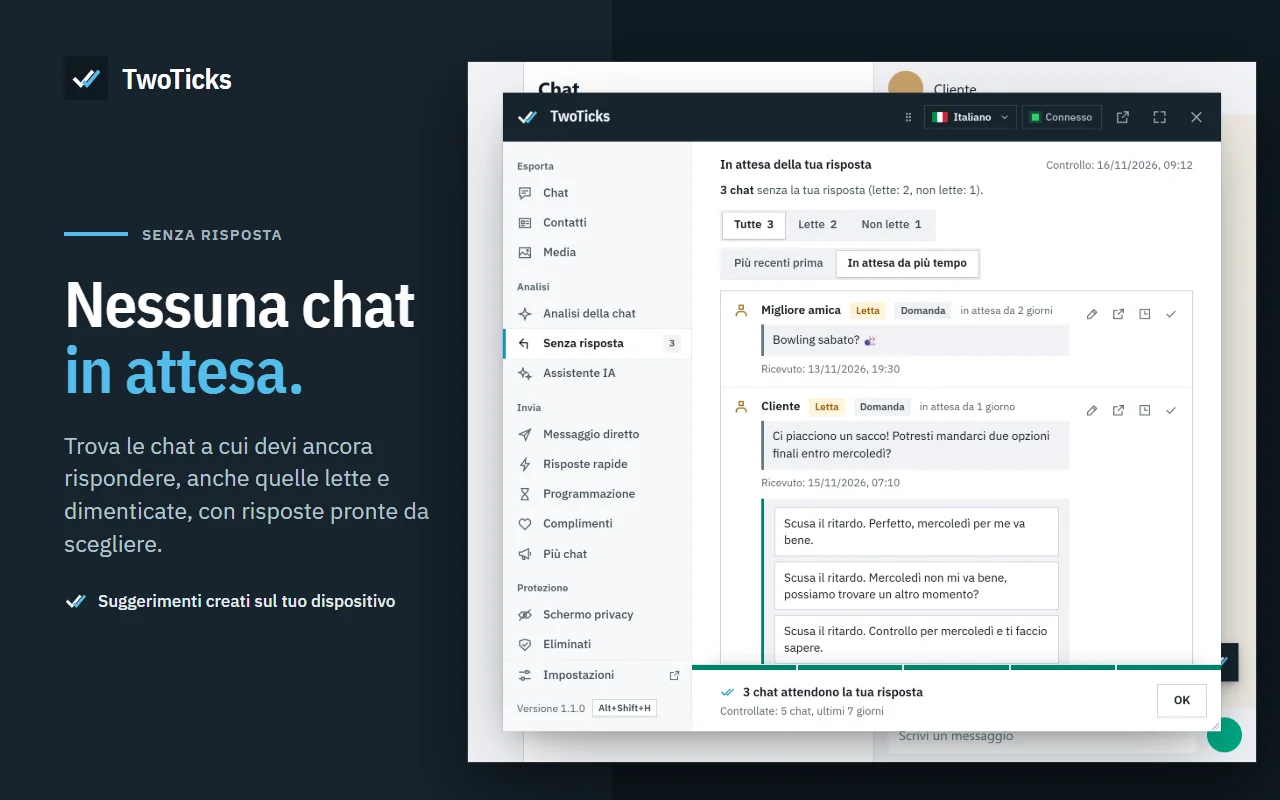 TwoTicks
SENZA RISPOSTA
Nessuna chat
in attesa.
Trova le chat a cui devi ancora
rispondere, anche quelle lette e
dimenticate, con risposte pronte da
scegliere.
Suggerimenti creati sul tuo dispositivo
Chat
Cliente
TwoTicks
Italiano
Connesso
Esporta
Chat
Contatti
Media
Analisi
Analisi della chat
Senza risposta 3
Assistente IA
Invia
Messaggio diretto
Risposte rapide
Programmazione
Complimenti
Più chat
Protezione
Schermo privacy
Eliminati
Impostazioni
Versione 1.1.0 Alt+Shift+H
In attesa della tua risposta
Controllo: 16/11/2026, 09:12
3 chat senza la tua risposta (lette: 2, non lette: 1).
Tutte 3 Lette 2 Non lette 1
Più recenti prima In attesa da più tempo
Migliore amica Letta Domanda in attesa da 2 giorni
Bowling sabato? 🎳
Ricevuto: 13/11/2026, 19:30
Cliente Letta Domanda in attesa da 1 giorno
Ci piacciono un sacco! Potresti mandarci due opzioni
finali entro mercoledì?
Ricevuto: 15/11/2026, 07:10
Scusa il ritardo. Perfetto, mercoledì per me va
bene.
Scusa il ritardo. Mercoledì non mi va bene,
possiamo trovare un altro momento?
Scusa il ritardo. Controllo per mercoledì e ti faccio
sapere.
3 chat attendono la tua risposta
Controllate: 5 chat, ultimi 7 giorni
OK
Scrivi un messaggio